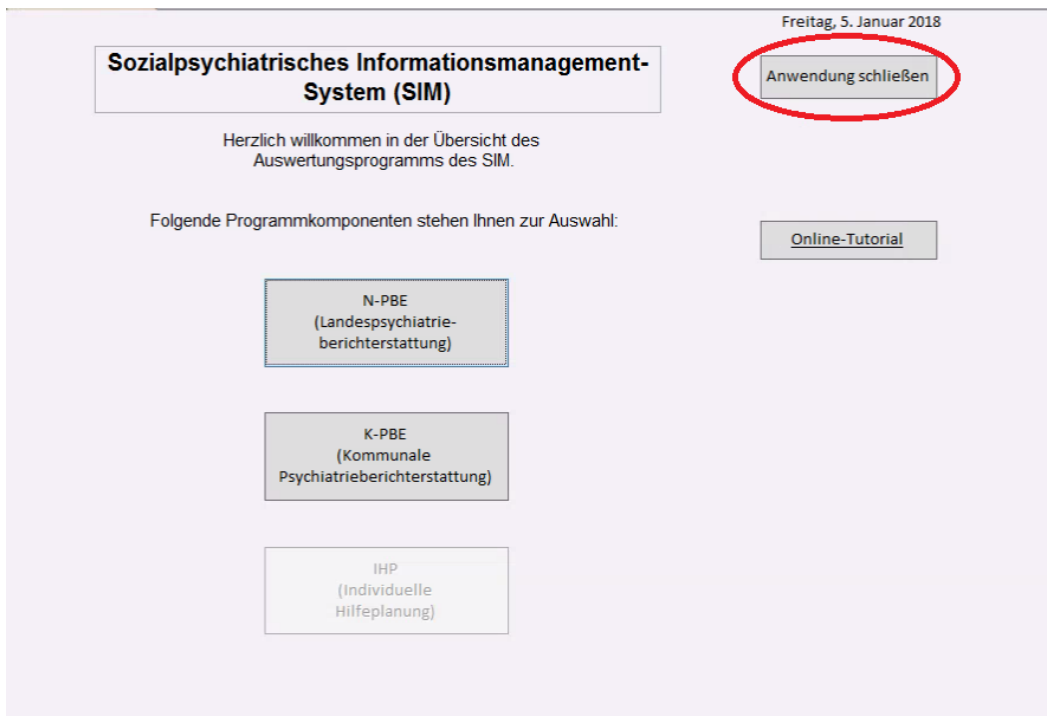 Freitag, 5. Januar 2018
Sozialpsychiatrisches Informationsmanagement-
System (SIM)
Anwendung schließen
Herzlich willkommen in der Übersicht des
Auswertungsprogramms des SIM.
Folgende Programmkomponenten stehen Ihnen zur Auswahl:
Online-Tutorial
N-PBE
(Landespsychiatrie-
berichterstattung)
K-PBE
(Kommunale
Psychiatrieberichterstattung)
IHP
(Individuelle
Hilfeplanung)